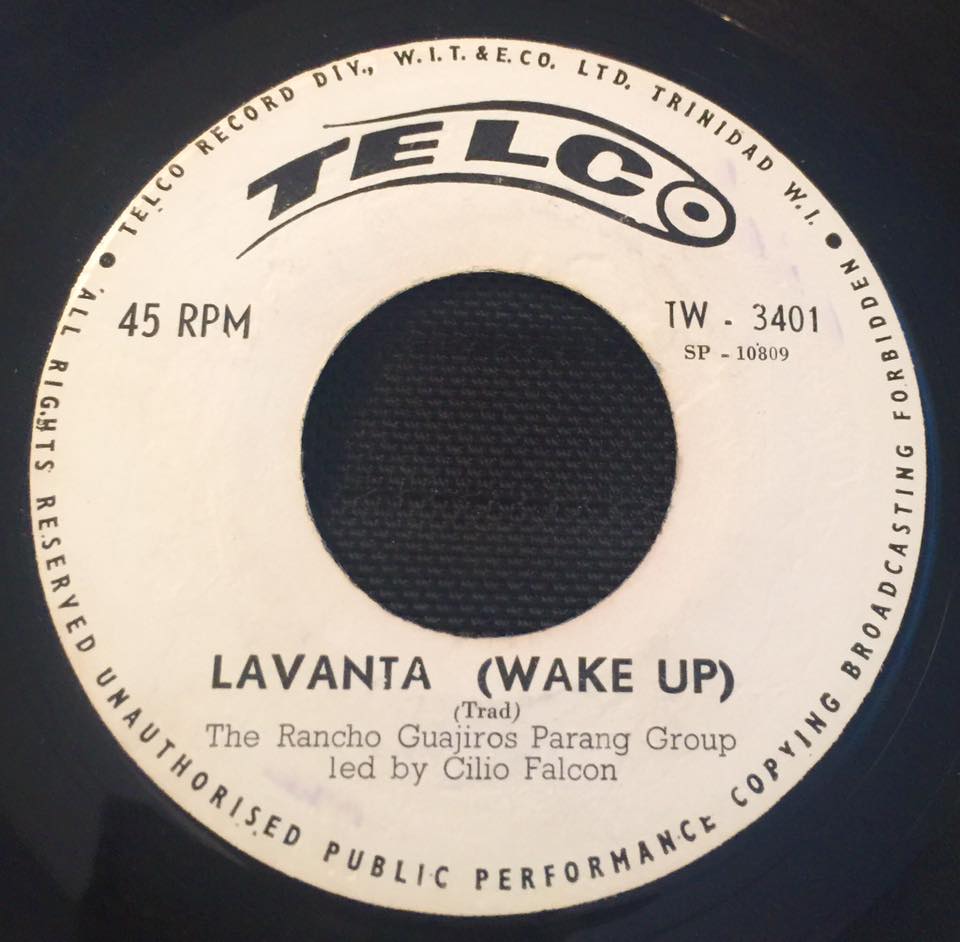 TELCO RECORD DIV., W.I.T. & E.CO. LTD. TRINIDAD W.I.
TELCO
45 RPM
TW - 3401
SP - 10809
LAVANTA (WAKE UP)
(Trad)
The Rancho Guajiros Parang Group
led by Cilio Falcon
ALL RIGHTS RESERVED UNAUTHORISED PUBLIC PERFORMANCE COPYING BROADCASTING FORBIDDEN